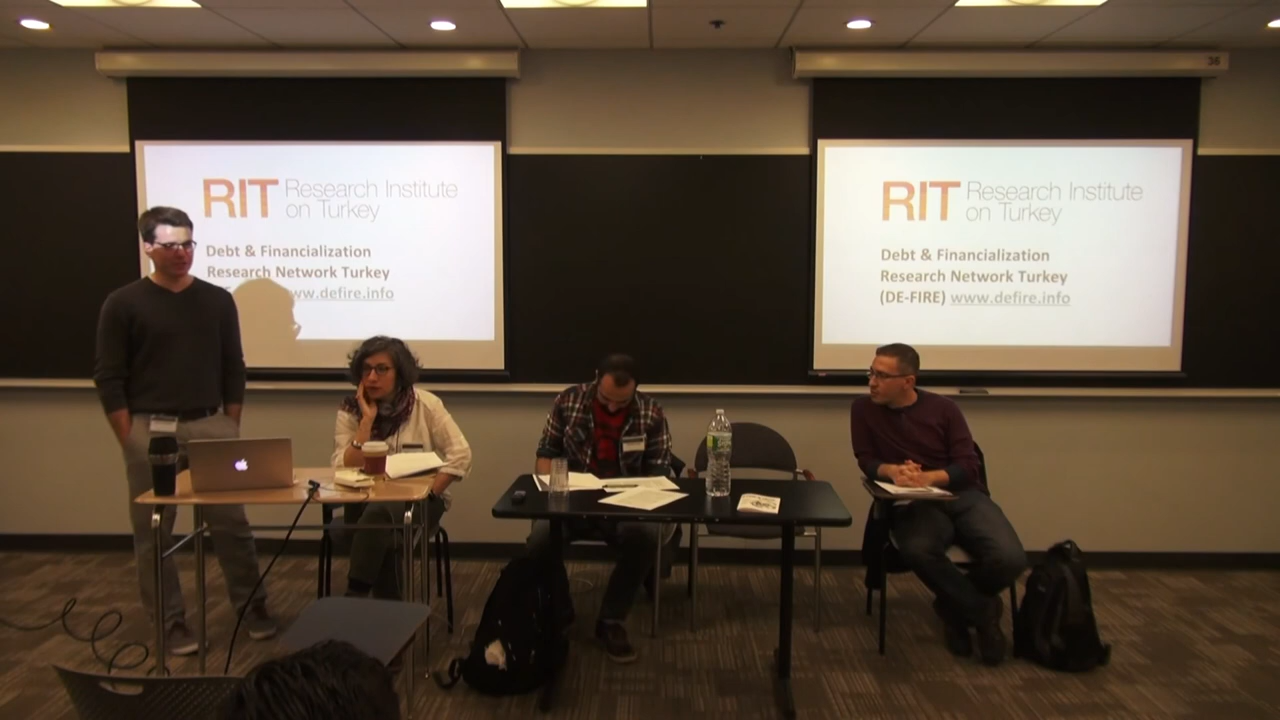 36
RIT Research Institute
on Turkey
Debt & Financialization
Research Network Turkey
www.defire.info
RIT Research Institute
on Turkey
Debt & Financialization
Research Network Turkey
(DE-FIRE) www.defire.info